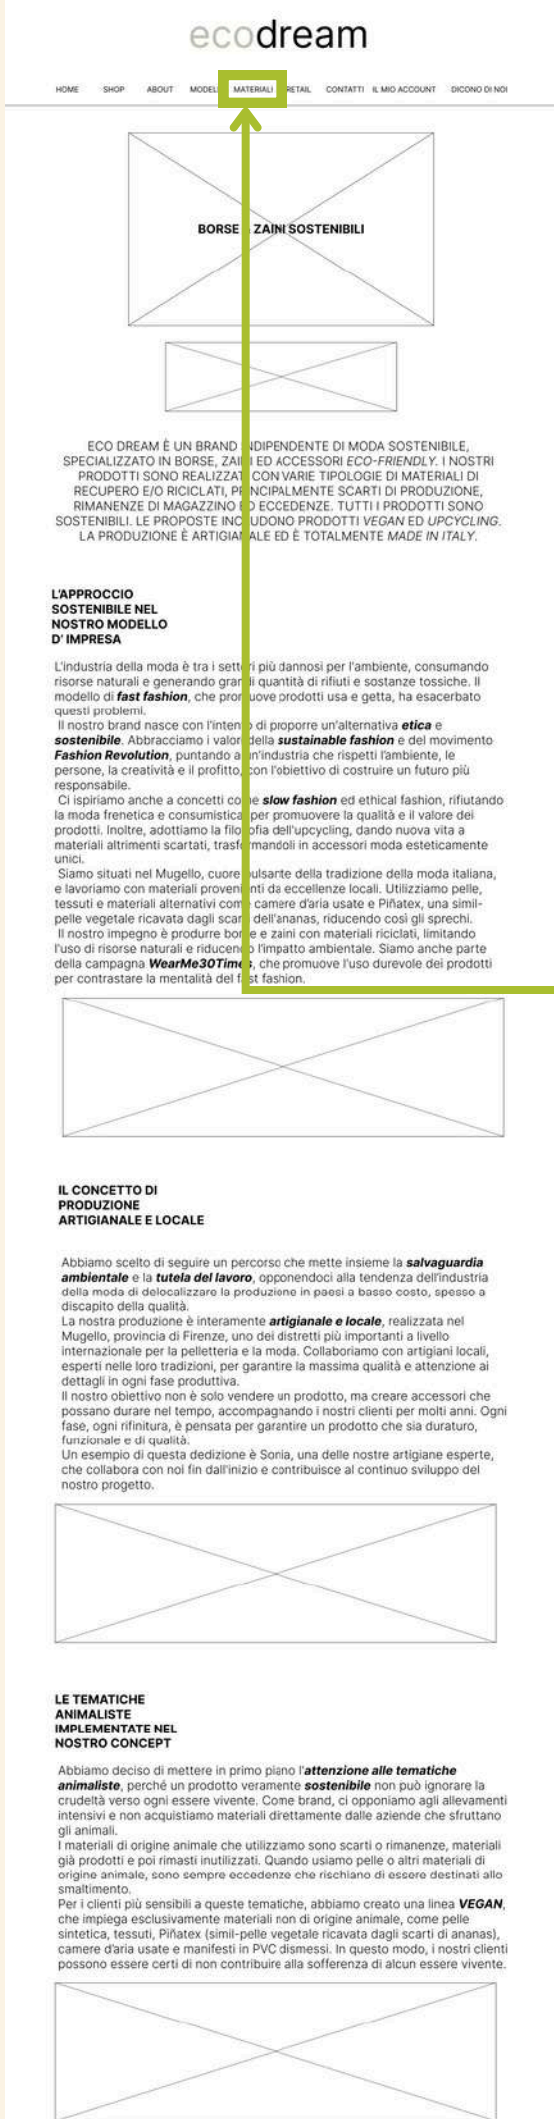 ecodream
HOME SHOP ABOUT MODEL MATERIALI RETAIL CONTATTI IL MIO ACCOUNT DICONO DI NOI
BORSE ZAINI SOSTENIBILI
ECO DREAM È UN BRAND INDIPENDENTE DI MODA SOSTENIBILE,
SPECIALIZZATO IN BORSE, ZAINI ED ACCESSORI ECO-FRIENDLY. I NOSTRI
PRODOTTI SONO REALIZZATI CON VARIE TIPOLOGIE DI MATERIALI DI
RECUPERO E/O RICICLATI, PRINCIPALMENTE SCARTI DI PRODUZIONE,
RIMANENZE DI MAGAZZINO ED ECCEDENZE. TUTTI I PRODOTTI SONO
SOSTENIBILI. LE PROPOSTE INCLUDONO PRODOTTI VEGAN ED UPCYCLING.
LA PRODUZIONE È ARTIGIANALE ED È TOTALMENTE MADE IN ITALY.
L'APPROCCIO
SOSTENIBILE NEL
NOSTRO MODELLO
D' IMPRESA
L'industria della moda è tra i settori più dannosi per l'ambiente, consumando
risorse naturali e generando grandi quantità di rifiuti e sostanze tossiche. Il
modello di fast fashion, che promuove prodotti usa e getta, ha esacerbato
questi problemi.
Il nostro brand nasce con l'intento di proporre un'alternativa etica e
sostenibile. Abbracciamo i valori della sustainable fashion e del movimento
Fashion Revolution, puntando a un'industria che rispetti l'ambiente, le
persone, la creatività e il profitto, con l'obiettivo di costruire un futuro più
responsabile.
Ci ispiriamo anche a concetti come slow fashion ed ethical fashion, rifiutando
la moda frenetica e consumistica per promuovere la qualità e il valore dei
prodotti. Inoltre, adottiamo la filosofia dell'upcycling, dando nuova vita a
materiali altrimenti scartati, trasformandoli in accessori moda esteticamente
unici.
Siamo situati nel Mugello, cuore pulsante della tradizione della moda italiana,
e lavoriamo con materiali provenienti da eccellenze locali. Utilizziamo pelle,
tessuti e materiali alternativi come camere d'aria usate e Piñatex, una simil-
pelle vegetale ricavata dagli scarti dell'ananas, riducendo così gli sprechi.
Il nostro impegno è produrre borse e zaini con materiali riciclati, limitando
l'uso di risorse naturali e riducendo l'impatto ambientale. Siamo anche parte
della campagna WearMe30Times, che promuove l'uso durevole dei prodotti
per contrastare la mentalità del fast fashion.
IL CONCETTO DI
PRODUZIONE
ARTIGIANALE E LOCALE
Abbiamo scelto di seguire un percorso che mette insieme la salvaguardia
ambientale e la tutela del lavoro, opponendoci alla tendenza dell'industria
della moda di delocalizzare la produzione in paesi a basso costo, spesso a
discapito della qualità.
La nostra produzione è interamente artigianale e locale, realizzata nel
Mugello, provincia di Firenze, uno dei distretti più importanti a livello
internazionale per la pelletteria e la moda. Collaboriamo con artigiani locali,
esperti nelle loro tradizioni, per garantire la massima qualità e attenzione ai
dettagli in ogni fase produttiva.
Il nostro obiettivo non è solo vendere un prodotto, ma creare accessori che
possano durare nel tempo, accompagnando i nostri clienti per molti anni. Ogni
fase, ogni rifinitura, è pensata per garantire un prodotto che sia duraturo,
funzionale e di qualità.
Un esempio di questa dedizione è Sonia, una delle nostre artigiane esperte,
che collabora con noi fin dall'inizio e contribuisce al continuo sviluppo del
nostro progetto.
LE TEMATICHE
ANIMALISTE
IMPLEMENTATE NEL
NOSTRO CONCEPT
Abbiamo deciso di mettere in primo piano l'attenzione alle tematiche
animaliste, perché un prodotto veramente sostenibile non può ignorare la
crudeltà verso ogni essere vivente. Come brand, ci opponiamo agli allevamenti
intensivi e non acquistiamo materiali direttamente dalle aziende che sfruttano
gli animali.
I materiali di origine animale che utilizziamo sono scarti o rimanenze, materiali
già prodotti e poi rimasti inutilizzati. Quando usiamo pelle o altri materiali di
origine animale, sono sempre eccedenze che rischiano di essere destinati allo
smaltimento.
Per i clienti più sensibili a queste tematiche, abbiamo creato una linea VEGAN,
che impiega esclusivamente materiali non di origine animale, come pelle
sintetica, tessuti, Piñatex (simil-pelle vegetale ricavata dagli scarti di ananas),
camere d'aria usate e manifesti in PVC dismessi. In questo modo, i nostri clienti
possono essere certi di non contribuire alla sofferenza di alcun essere vivente.